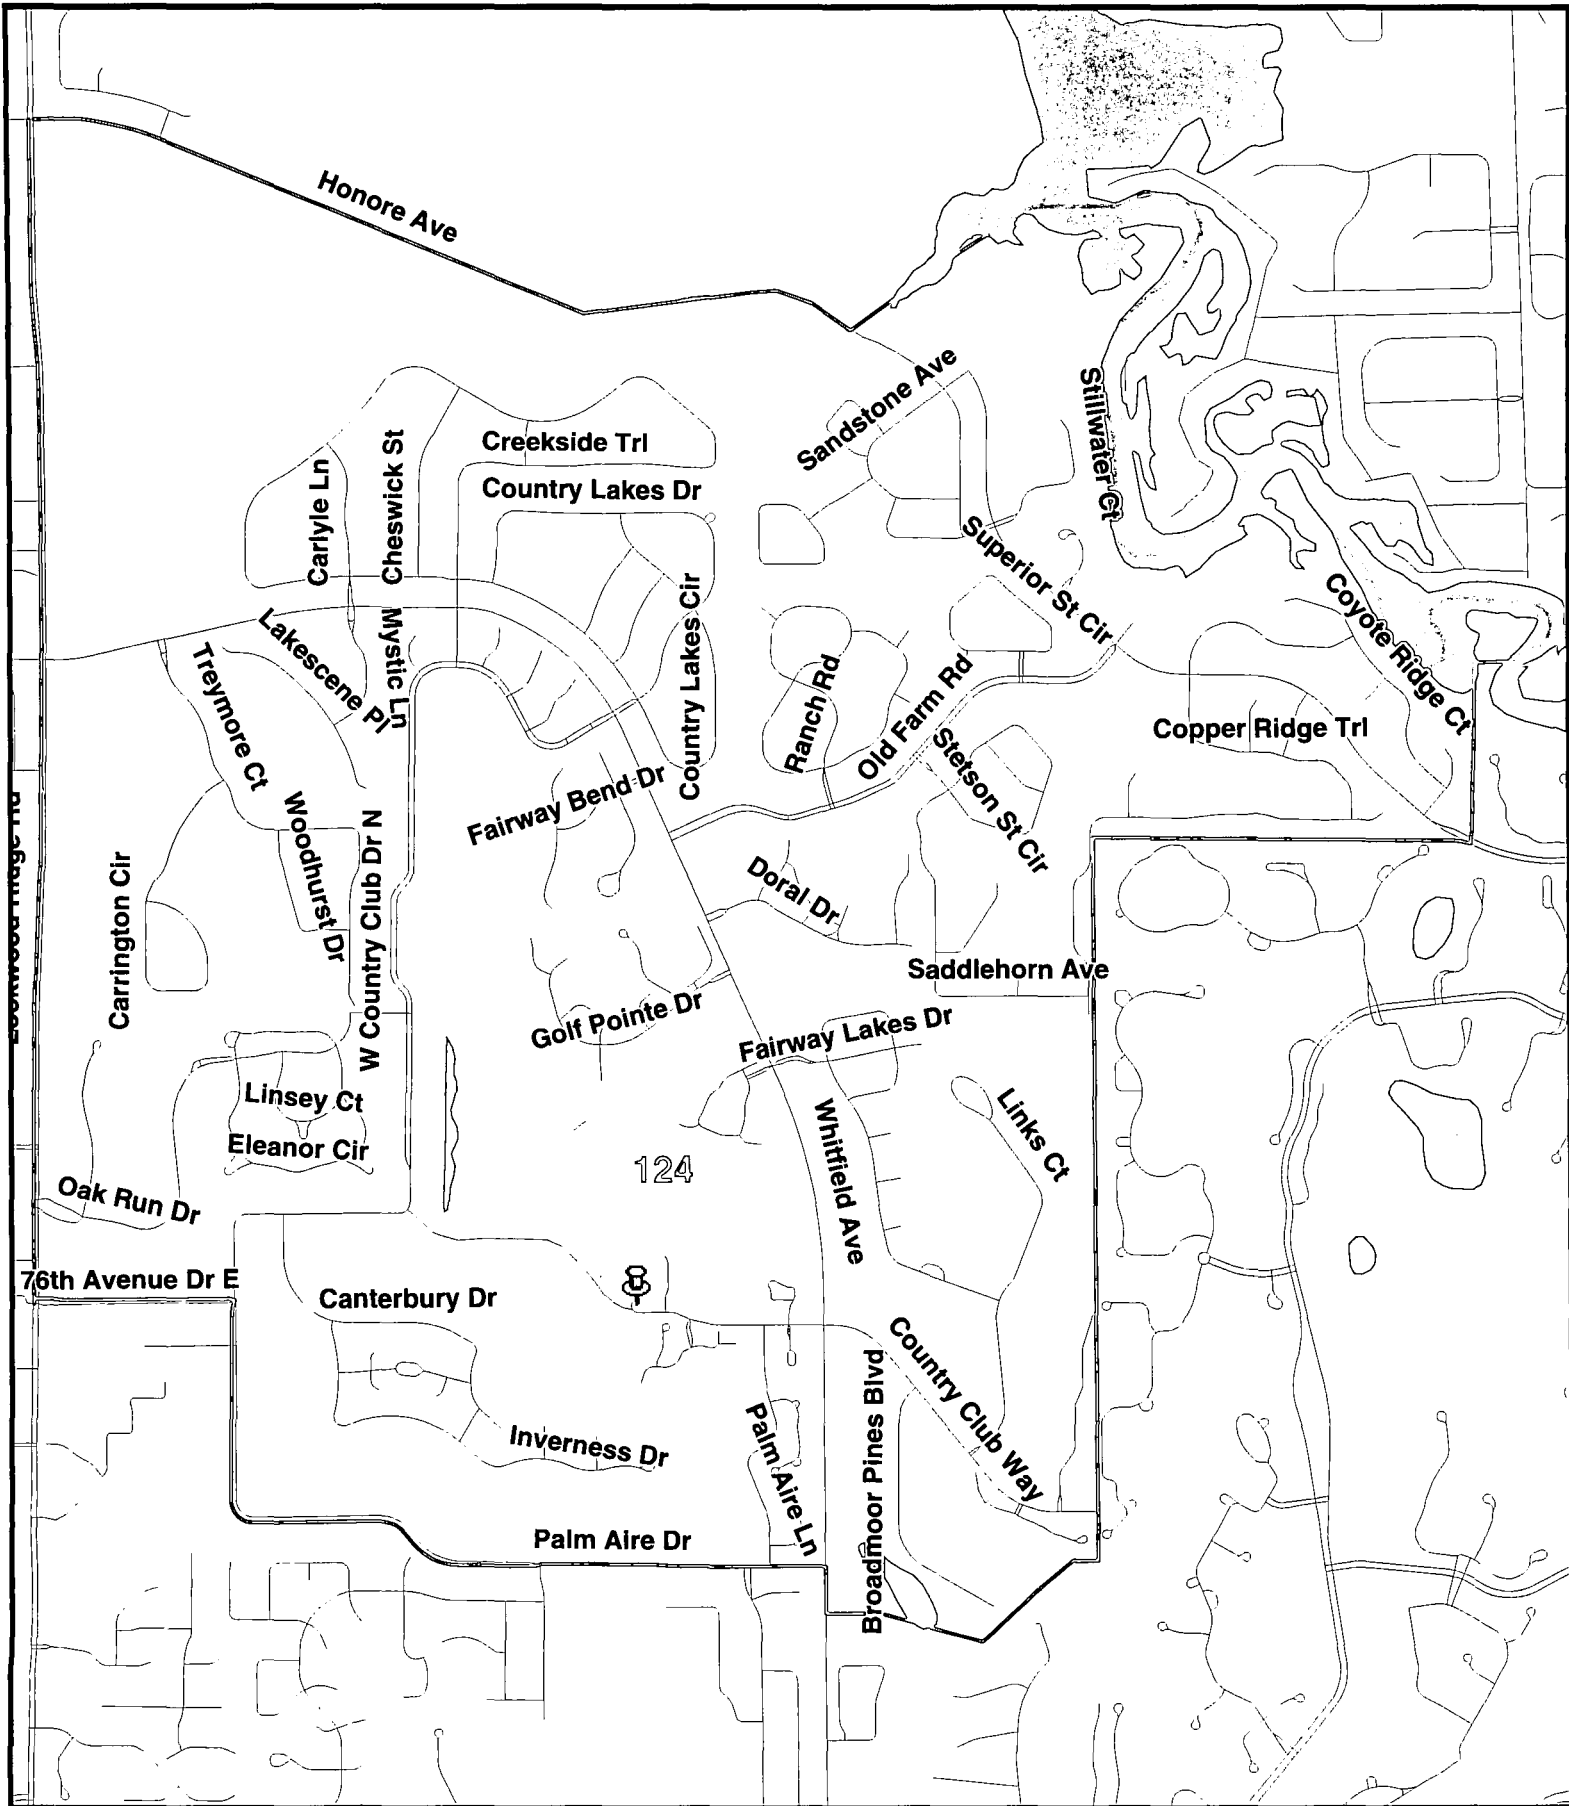 Honore Ave
Sandstone Ave
Stillwater Ct
Creekside Trl
Cheswick St
Carlyle Ln
Country Lakes Dr
Superior St Cir
Coyote Ridge Ct
Country Lakes Cir
Lakescene Pl
Mystic Ln
Treymore Ct
Ranch Rd
Old Farm Rd
Copper Ridge Trl
Stetson St Cir
Fairway Bend Dr
Woodhurst Dr
W Country Club Dr N
Carrington Cir
Doral Dr
Saddlehorn Ave
Golf Pointe Dr
Fairway Lakes Dr
Linsey Ct
Links Ct
Eleanor Cir
Whitfield Ave
124
Oak Run Dr
76th Avenue Dr E
Canterbury Dr
Country Club Way
Broadmoor Pines Blvd
Palm Aire Ln
Inverness Dr
Palm Aire Dr